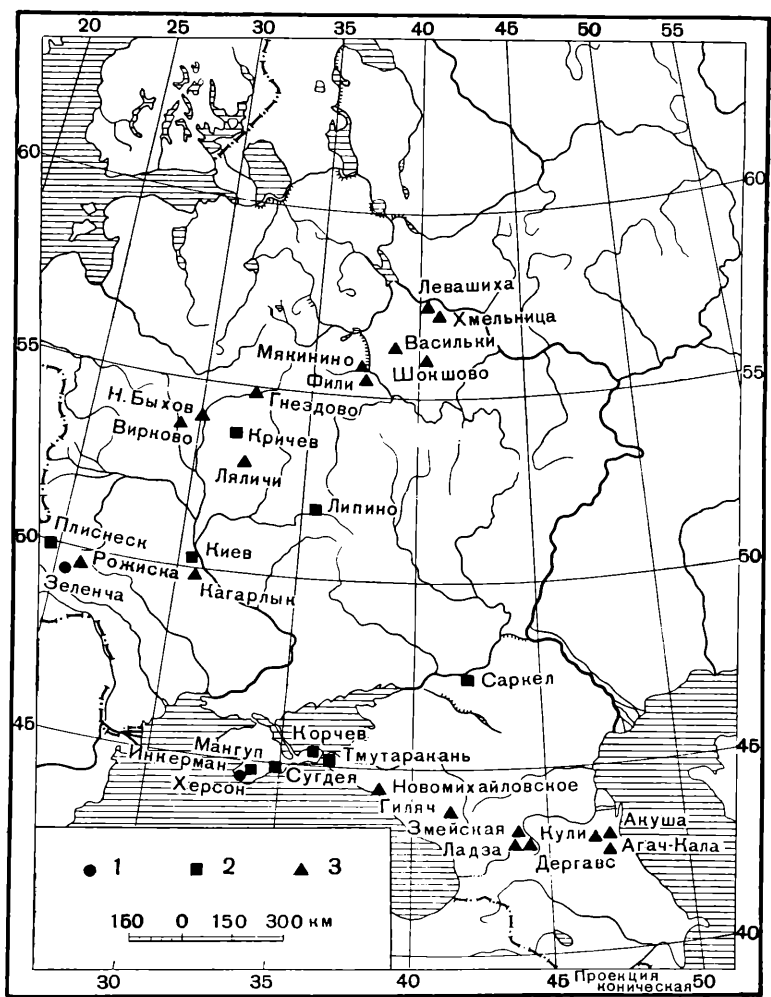 20 25 30 35 40 45 50 55
60
60
Левашиха
Хмельница
Васильки
Мякинино
Шокшово
Фили
55
55
Гнездово
Н.Быхов
Вирково
Кричев
Ляличи
Липино
50
50
Плиснеск
Киев
Рожиска
Зеленча
Кагарлык
Саркел
45
45
Корчев
Мангуп
Тмутаракань
Инкерман
Сугдея
Херсон
Новомихайловское
Гиляч
Змейская
Кули
Акуша
Ладза
Дергавс
Агач-Кала
1 2 3
150 0 150 300 км
40
30 35 40 45 50
Проекция
коническая